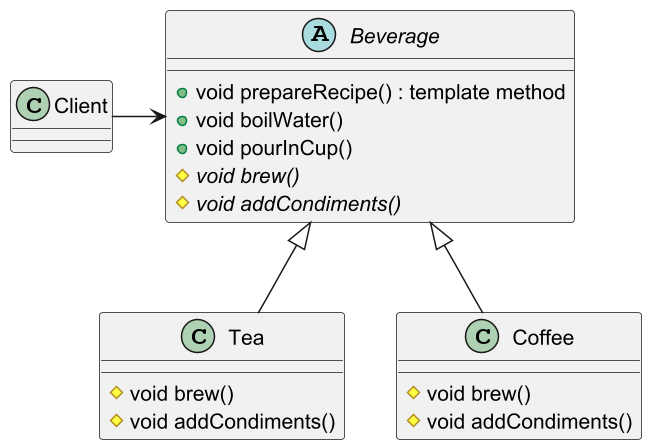 A Beverage
C Client
void prepareRecipe() : template method
void boilWater()
void pourInCup()
void brew()
void addCondiments()
C Tea
void brew()
void addCondiments()
C Coffee
void brew()
void addCondiments()